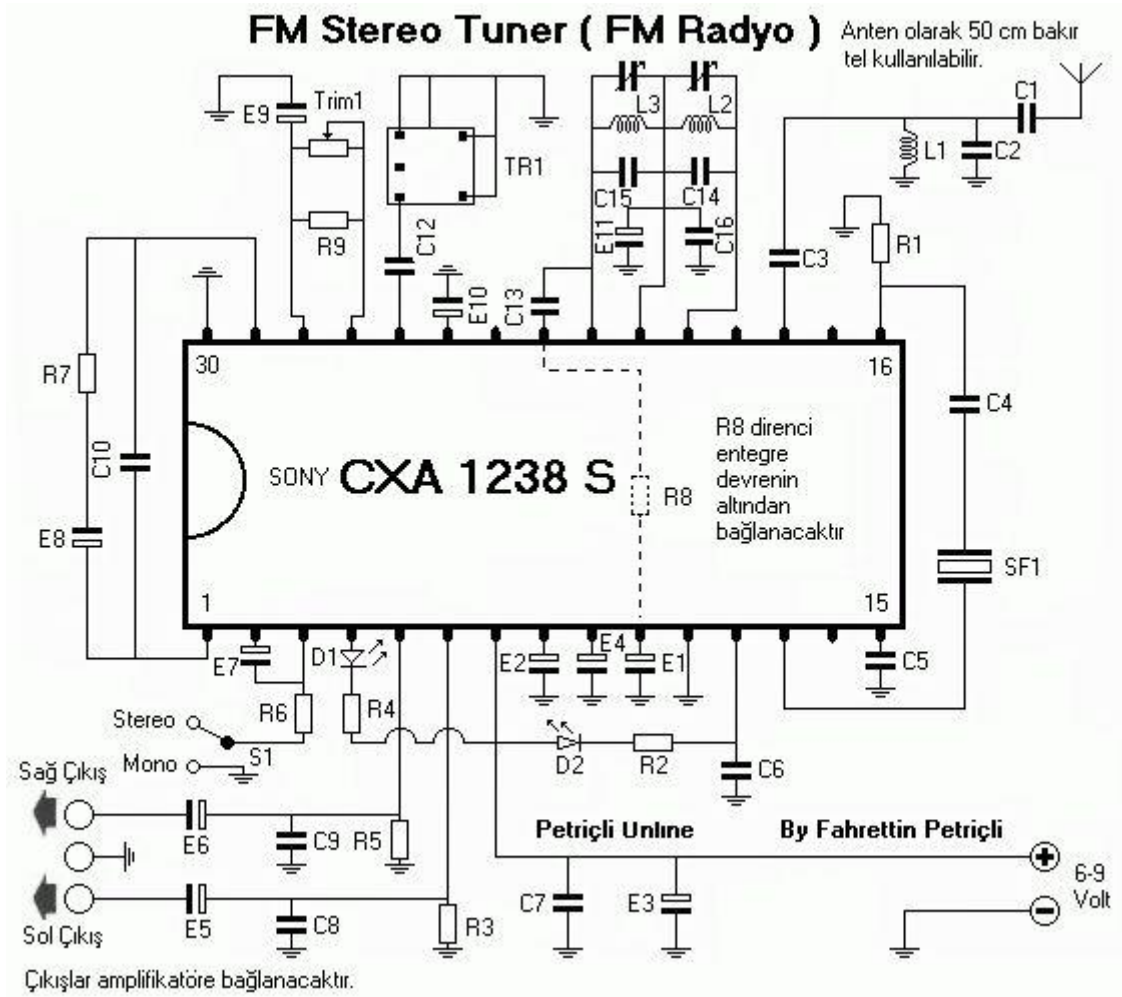 FM Stereo Tuner ( FM Radyo )
Anten olarak 50 cm bakır
tel kullanılabilir.
E9
Trim1
R9
TR1
C12
E10
C13
L3
L2
C15
C14
E11
C16
C1
L1
C2
C3
R1
R7
C10
E8
30
16
SONY
CXA 1238 S
R8
R8 direnci
entegre
devrenin
altından
bağlanacaktır
C4
SF1
1
15
E7
D1
E2
E4
E1
C5
R6
R4
Stereo
S1
Mono
D2
R2
C6
Sağ Çıkış
E6
C9
R5
Petriçli Unlıne
By Fahrettin Petriçli
6-9
Volt
Sol Çıkış
E5
C8
R3
C7
E3
Çıkışlar amplifikatöre bağlanacaktır.